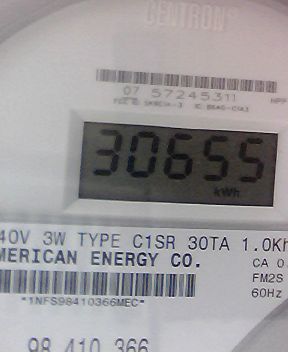 CENTRON
07 57245311
30655
kWh
40V 3W TYPE C1SR 30TA 1.0Kh
MERICAN ENERGY CO.
CA 0.
FM2S
60Hz
*1NFS98410366MEC*
98 410 366